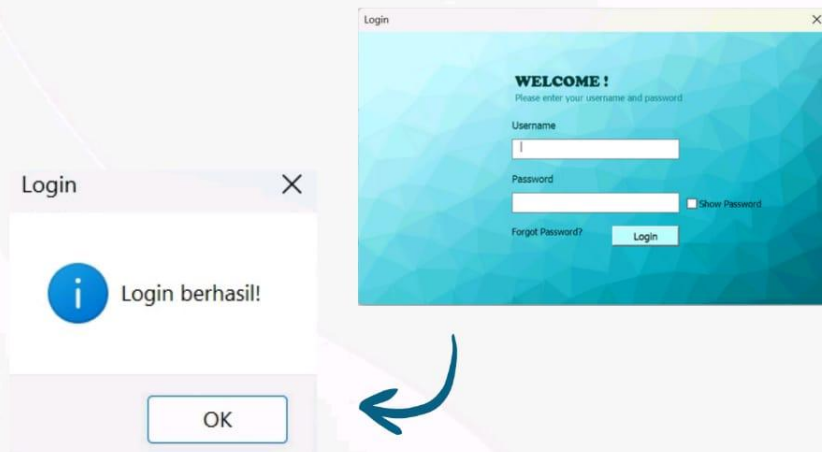 Login
WELCOME !
Please enter your username and password
Username
Password
Show Password
Forgot Password?
Login
Login
Login berhasil!
OK